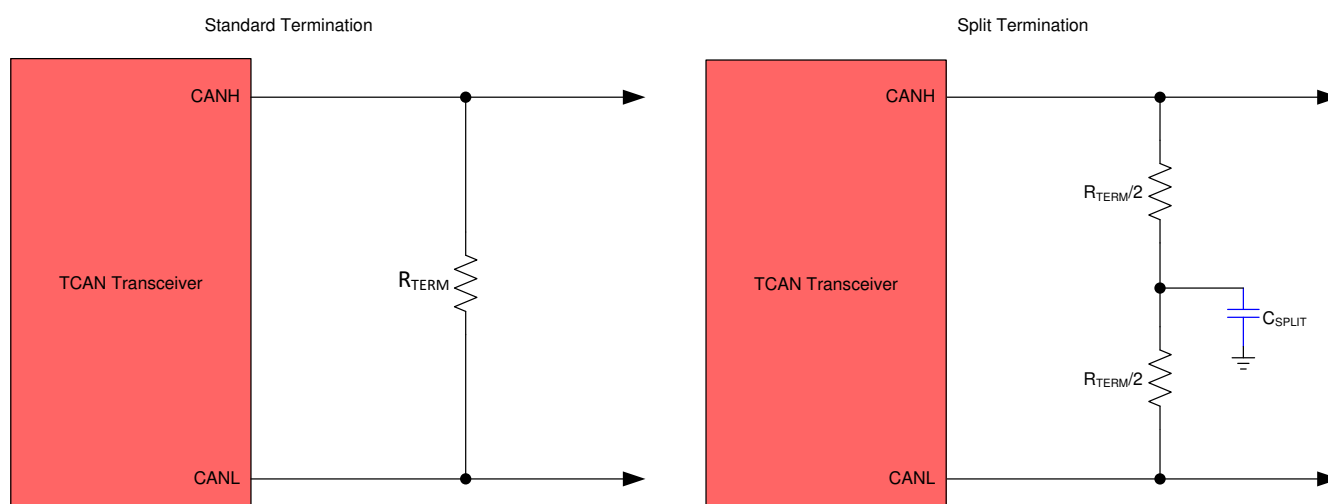 Standard Termination
CANH
TCAN Transceiver
RTERM
CANL
Split Termination
CANH
RTERM/2
TCAN Transceiver
CSPLIT
RTERM/2
CANL